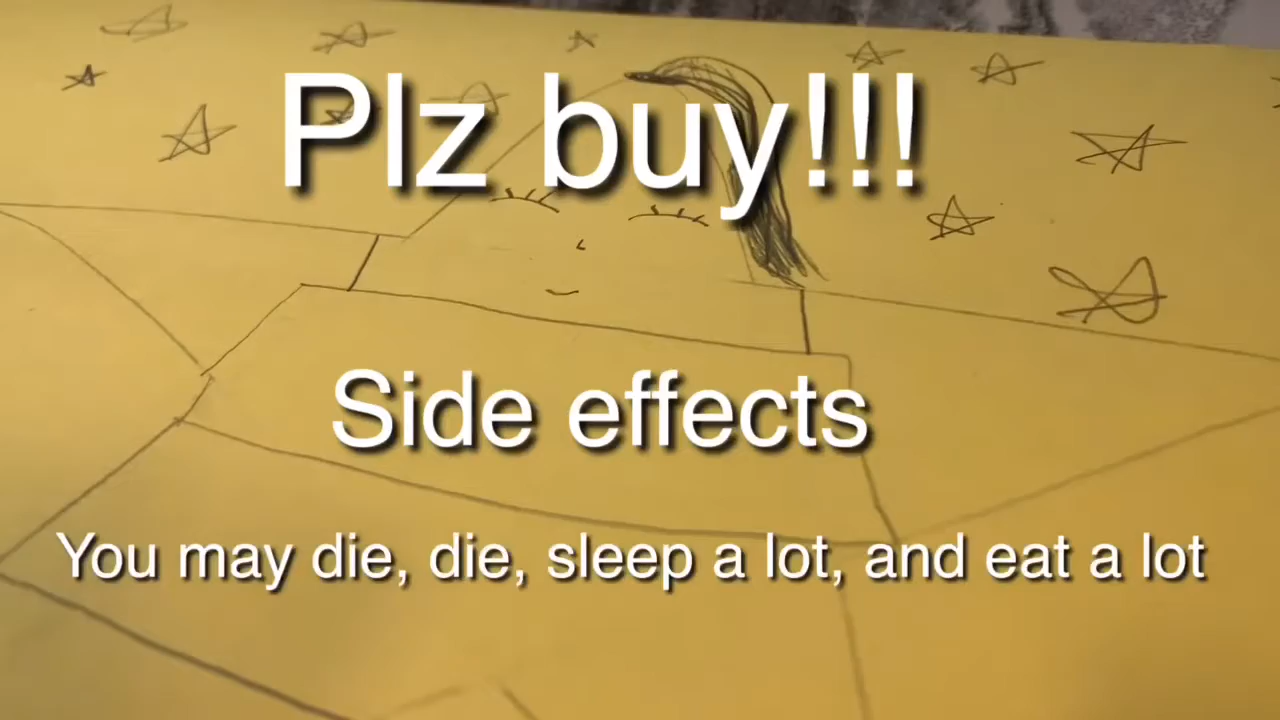 Plz buy!!!
Side effects
You may die, die, sleep a lot, and eat a lot